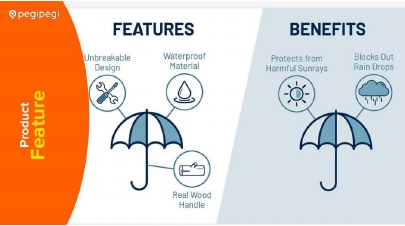 pegipegi
Product
Feature
FEATURES
Unbreakable
Design
Waterproof
Material
Real Wood
Handle
BENEFITS
Protects from
Harmful Sunrays
Blocks Out
Rain Drops